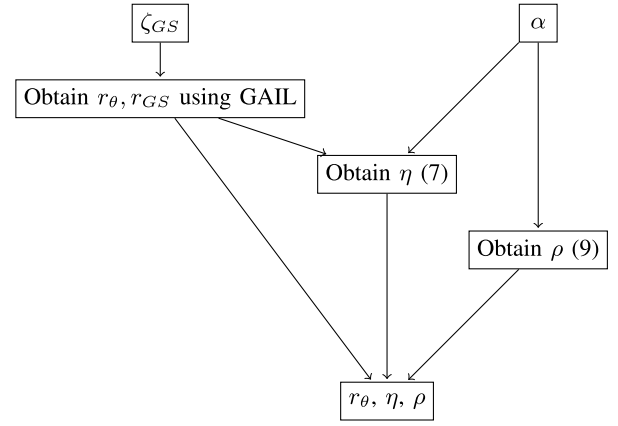 ζ_GS
α
Obtain r_θ, r_GS using GAIL
Obtain η (7)
Obtain ρ (9)
r_θ, η, ρ